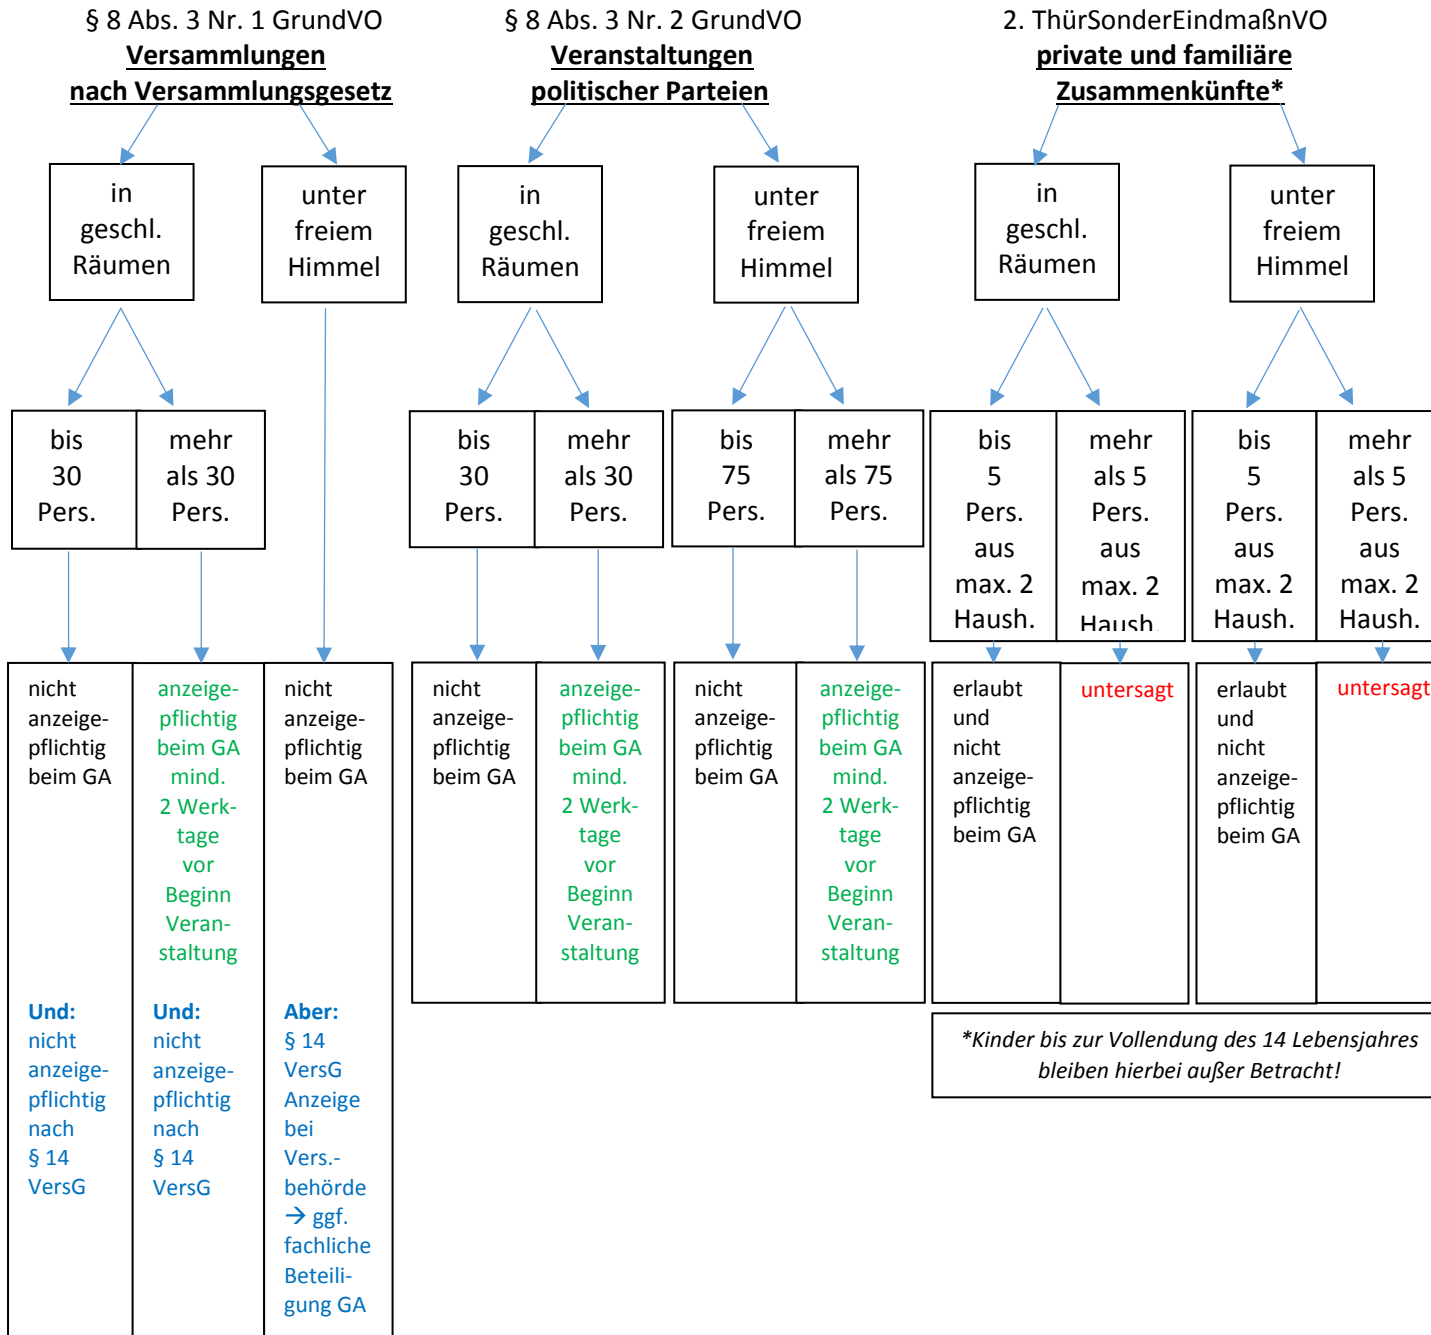 § 8 Abs. 3 Nr. 1 GrundVO
Versammlungen
nach Versammlungsgesetz
§ 8 Abs. 3 Nr. 2 GrundVO
Veranstaltungen
politischer Parteien
2. ThürSonderEindmaßnVO
private und familiäre
Zusammenkünfte*
in
geschl.
Räumen
unter
freiem
Himmel
in
geschl.
Räumen
unter
freiem
Himmel
in
geschl.
Räumen
unter
freiem
Himmel
bis
30
Pers.
mehr
als 30
Pers.
bis
30
Pers.
mehr
als 30
Pers.
bis
75
Pers.
mehr
als 75
Pers.
bis
5
Pers.
aus
max. 2
Haush.
mehr
als 5
Pers.
aus
max. 2
Haush.
bis
5
Pers.
aus
max. 2
Haush.
mehr
als 5
Pers.
aus
max. 2
Haush.
nicht
anzeige-
pflichtig
beim GA
Und:
nicht
anzeige-
pflichtig
nach
§ 14
VersG
anzeige-
pflichtig
beim GA
mind.
2 Werk-
tage
vor
Beginn
Veran-
staltung
Und:
nicht
anzeige-
pflichtig
nach
§ 14
VersG
nicht
anzeige-
pflichtig
beim GA
Aber:
§ 14
VersG
Anzeige
bei
Vers.-
behörde
→ ggf.
fachliche
Beteili-
gung GA
nicht
anzeige-
pflichtig
beim GA
anzeige-
pflichtig
beim GA
mind.
2 Werk-
tage
vor
Beginn
Veran-
staltung
nicht
anzeige-
pflichtig
beim GA
anzeige-
pflichtig
beim GA
mind.
2 Werk-
tage
vor
Beginn
Veran-
staltung
erlaubt
und
nicht
anzeige-
pflichtig
beim GA
untersagt
erlaubt
und
nicht
anzeige-
pflichtig
beim GA
untersagt
*Kinder bis zur Vollendung des 14 Lebensjahres
bleiben hierbei außer Betracht!